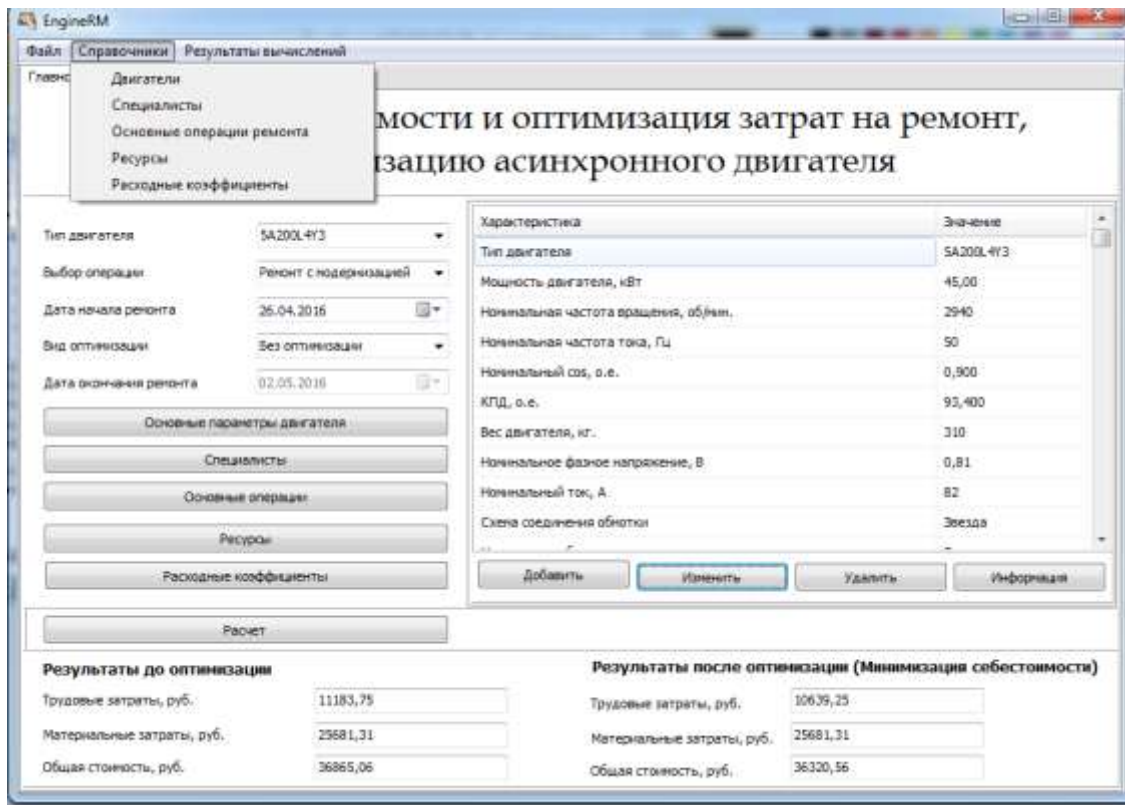 EngineRM
Файл Справочники Результаты вычислений
Главно
Двигатели
Специалисты
Основные операции ремонта
Ресурсы
Расходные коэффициенты
мости и оптимизация затрат на ремонт,
изацию асинхронного двигателя
Тип двигателя 5A200L4У3
Выбор операции Ремонт с модернизацией
Дата начала ремонта 26.04.2016
Вид оптимизации Без оптимизации
Дата окончания ремонта 02.05.2016
Основные параметры двигателя
Специалисты
Основные операции
Ресурсы
Расходные коэффициенты
Расчет
Характеристика Значение
Тип двигателя 5A200L4У3
Мощность двигателя, кВт 45,00
Номинальная частота вращения, об/мин. 2940
Номинальная частота тока, Гц 50
Номинальный cos, о.е. 0,900
КПД, о.е. 93,400
Вес двигателя, кг. 310
Номинальное фазное напряжение, В 0,81
Номинальный ток, А 82
Схема соединения обмотки Звезда
Добавить Изменить Удалить Информация
Результаты до оптимизации
Трудовые затраты, руб. 11183,75
Материальные затраты, руб. 25681,31
Общая стоимость, руб. 36865,06
Результаты после оптимизации (Минимизация себестоимости)
Трудовые затраты, руб. 10639,25
Материальные затраты, руб. 25681,31
Общая стоимость, руб. 36320,56